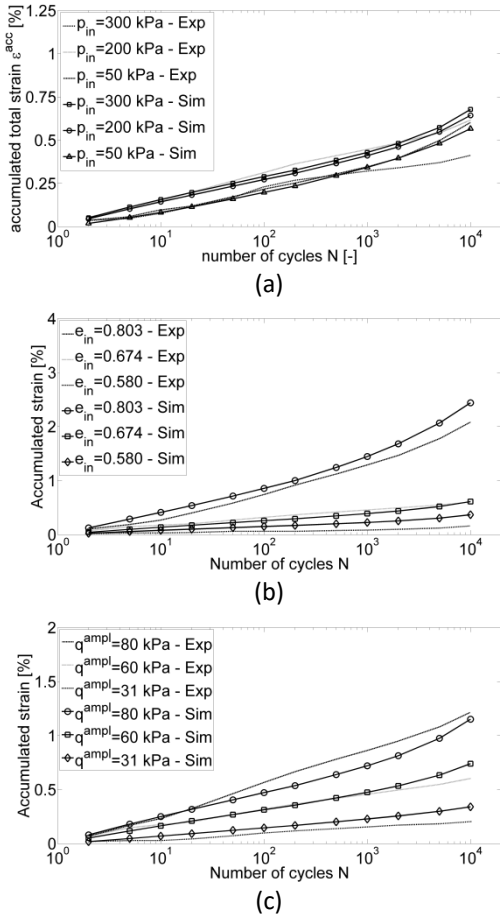 accumulated total strain ε^acc [%]
1.25
1
0.75
0.5
0.25
0
p_in=300 kPa - Exp
p_in=200 kPa - Exp
p_in=50 kPa - Exp
p_in=300 kPa - Sim
p_in=200 kPa - Sim
p_in=50 kPa - Sim
10^0 10^1 10^2 10^3 10^4
number of cycles N [-]
(a)
Accumulated strain [%]
4
3
2
1
0
e_in=0.803 - Exp
e_in=0.674 - Exp
e_in=0.580 - Exp
e_in=0.803 - Sim
e_in=0.674 - Sim
e_in=0.580 - Sim
10^0 10^1 10^2 10^3 10^4
Number of cycles N
(b)
Accumulated strain [%]
2
1.5
1
0.5
0
q^ampl=80 kPa - Exp
q^ampl=60 kPa - Exp
q^ampl=31 kPa - Exp
q^ampl=80 kPa - Sim
q^ampl=60 kPa - Sim
q^ampl=31 kPa - Sim
10^0 10^1 10^2 10^3 10^4
Number of cycles N
(c)